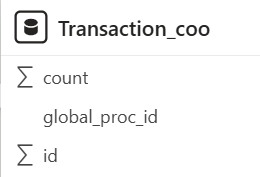 Transaction_coo
∑ count
global_proc_id
∑ id